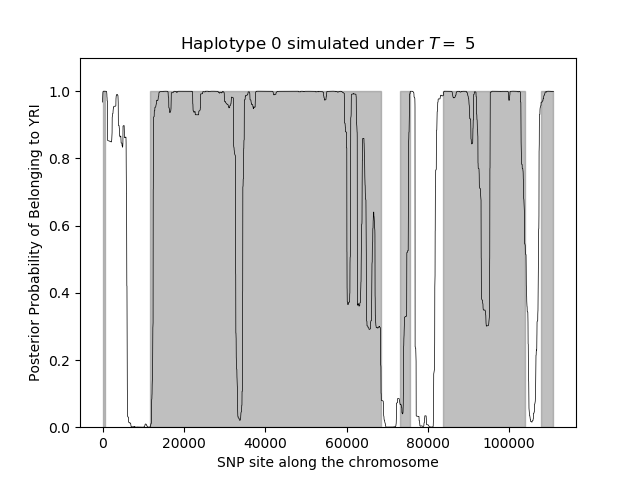 Haplotype 0 simulated under T = 5
Posterior Probability of Belonging to YRI
1.0
0.8
0.6
0.4
0.2
0.0
0 20000 40000 60000 80000 100000
SNP site along the chromosome